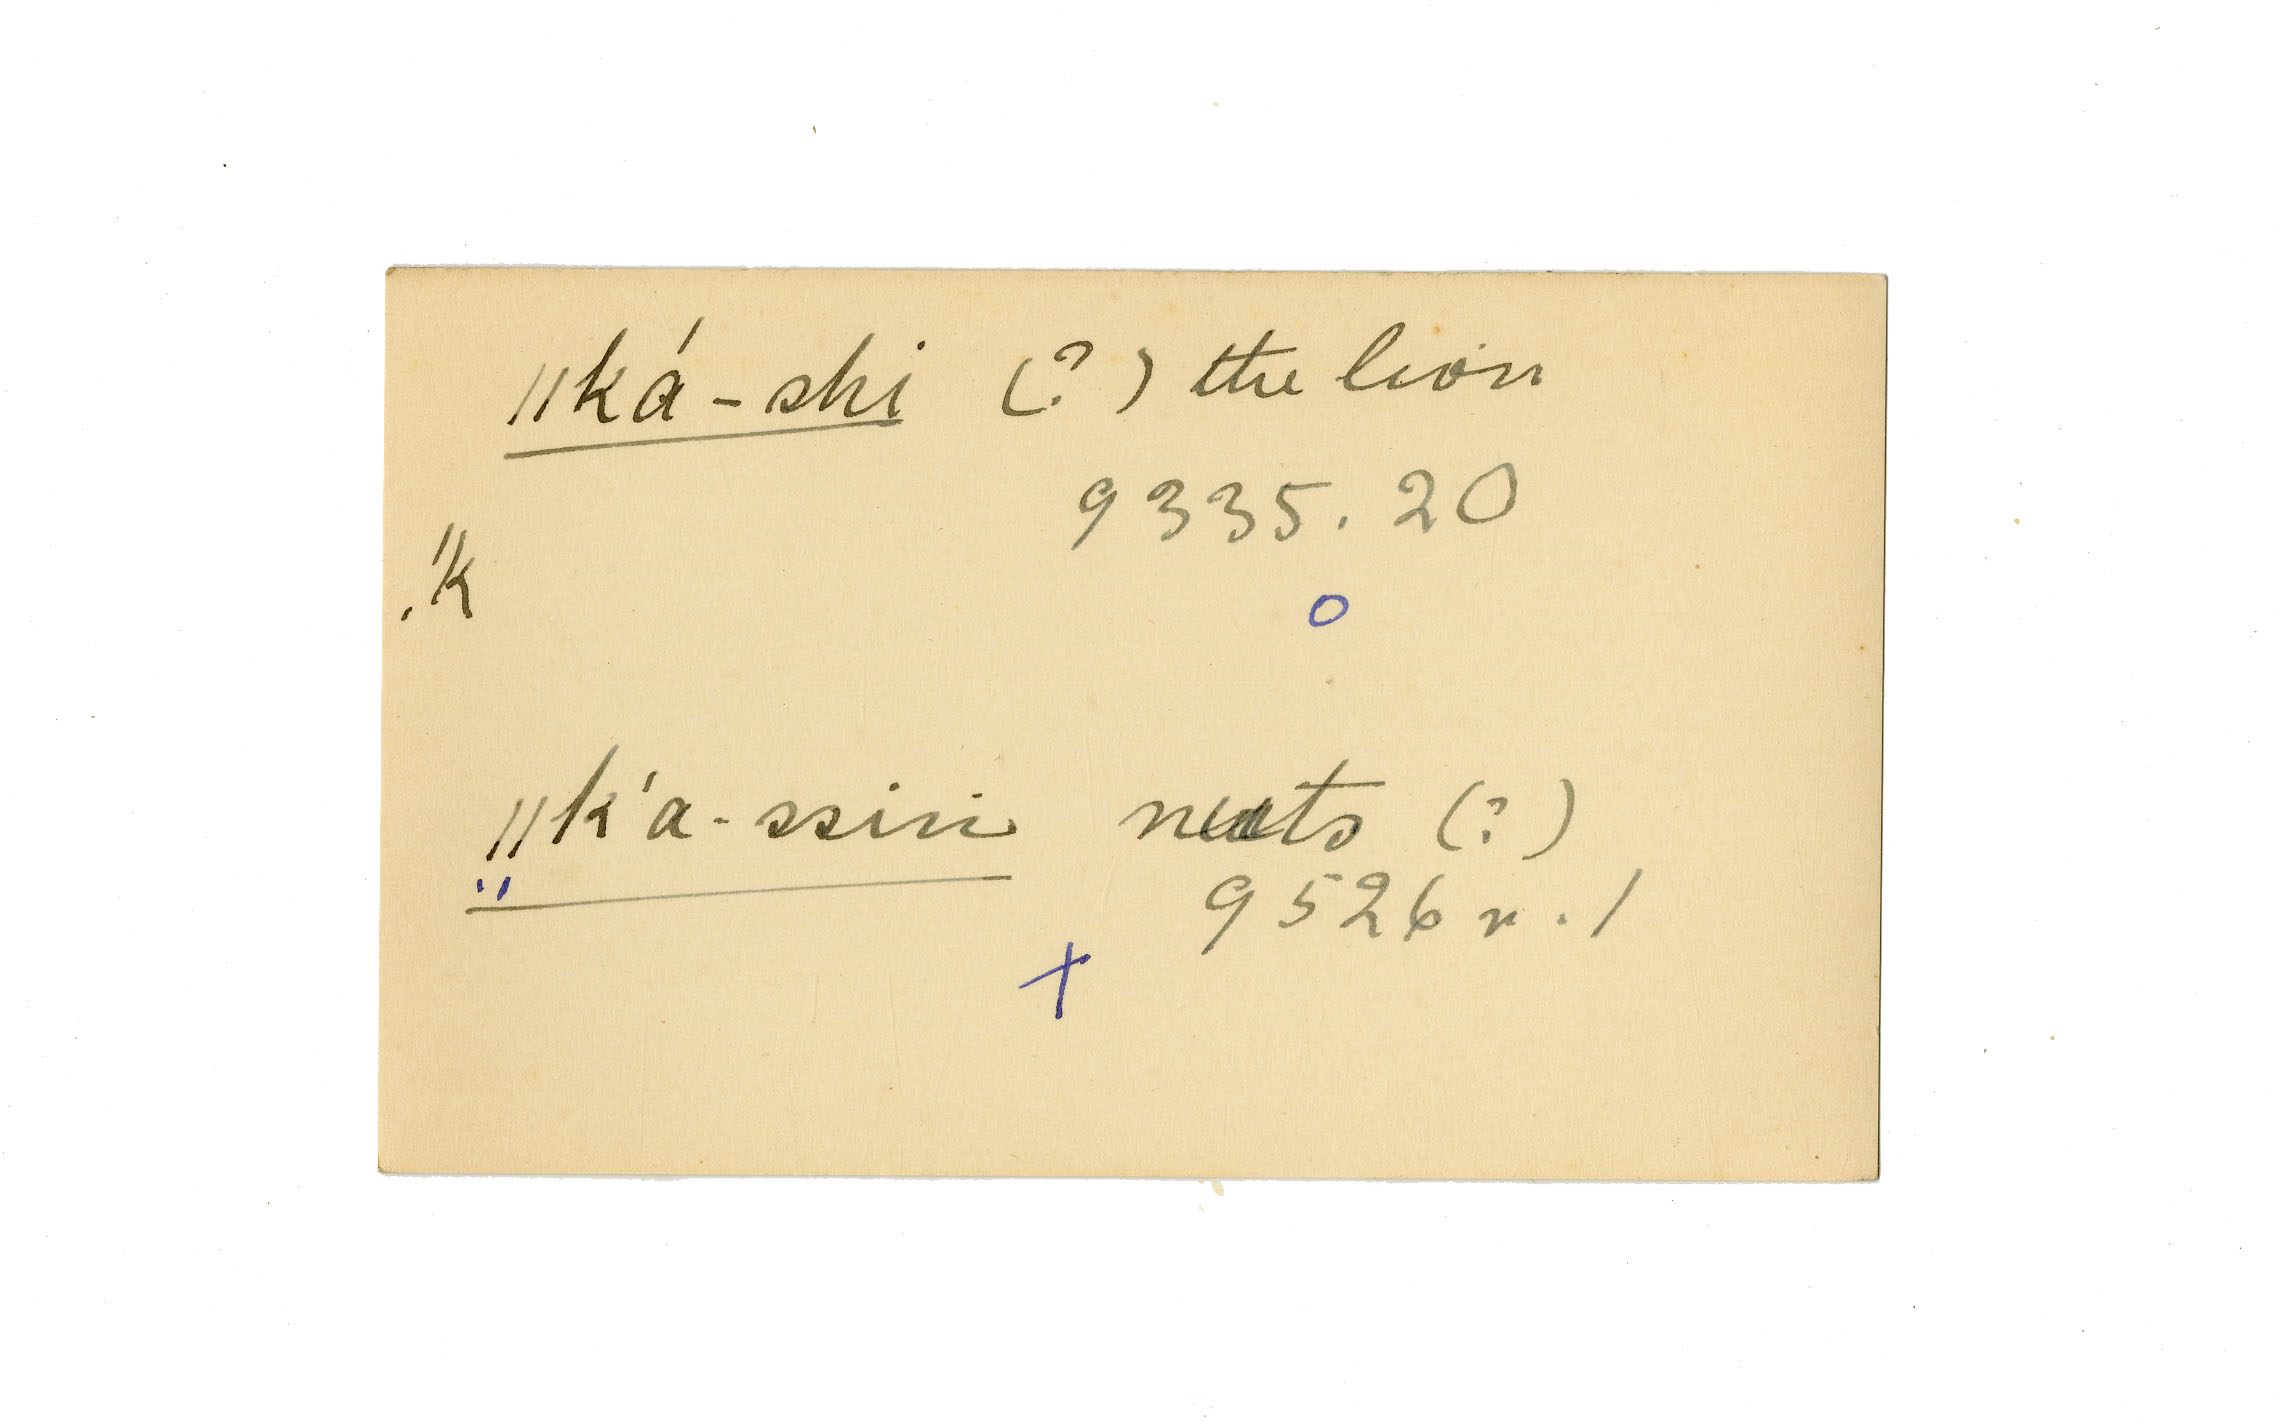 ‖ká-shi (?) the lion
9335.20
‖k
o
‖k'a-ssin nuts (?)
9526 r. 1
+